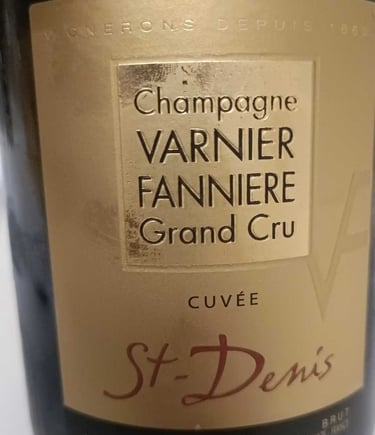 VIGNERONS DEPUIS
Champagne
VARNIER
FANNIERE
Grand Cru
CUVÉE
St-Denis
BRUT